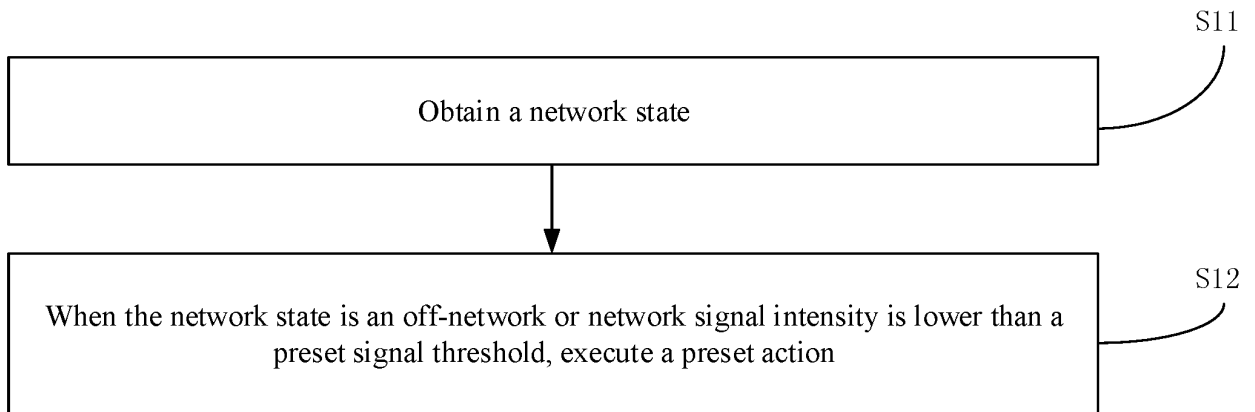 S11
Obtain a network state
S12
When the network state is an off-network or network signal intensity is lower than a
preset signal threshold, execute a preset action